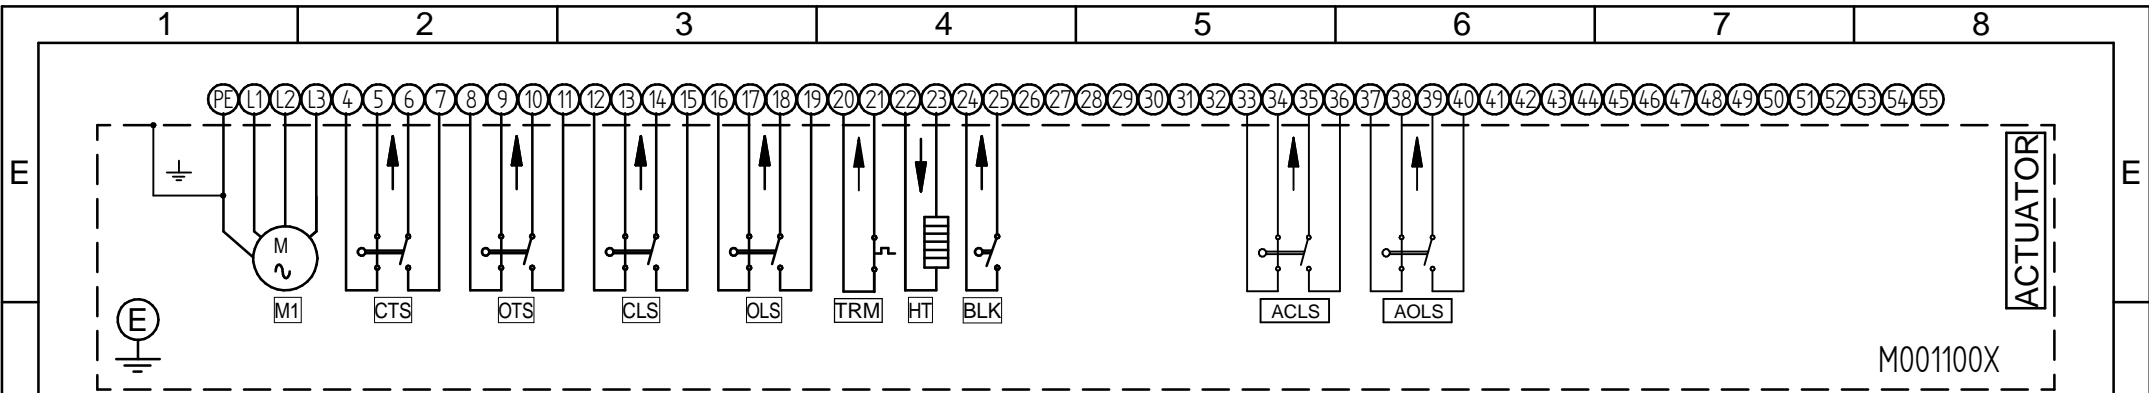 1 2 3 4 5 6 7 8
PE L1 L2 L3 4 5 6 7 8 9 10 11 12 13 14 15 16 17 18 19 20 21 22 23 24 25 26 27 28 29 30 31 32 33 34 35 36 37 38 39 40 41 42 43 44 45 46 47 48 49 50 51 52 53 54 55
E E
ACTUATOR
M
M1 CTS OTS CLS OLS TRM HT BLK ACLS AOLS
E
M001100X